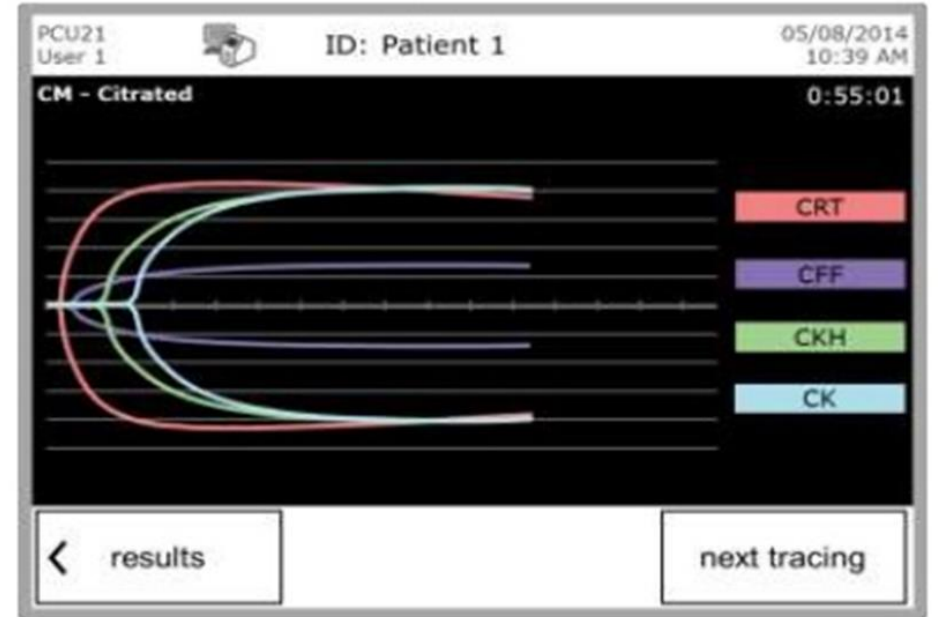 PCU21
User 1
ID: Patient 1
05/08/2014
10:39 AM
CM - Citrated
0:55:01
CRT
CFF
CKH
CK
results
next tracing